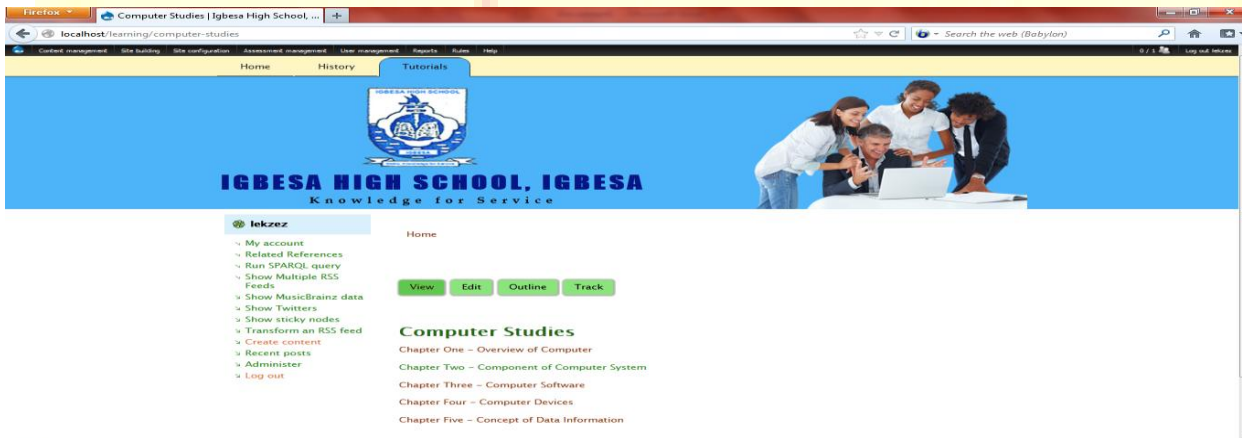 Firefox
Computer Studies | Igbesa High School, ...
localhost/learning/computer-studies
Search the web (Babylon)
Content management Site building Site configuration Assessment management User management Reports Rules Help
0 / 1 Log out lekzez
Home History Tutorials
IGBESA HIGH SCHOOL
IGBESA
IGBESA HIGH SCHOOL, IGBESA
Knowledge for Service
lekzez
My account
Related References
Run SPARQL query
Show Multiple RSS
Feeds
Show MusicBrainz data
Show Twitters
Show sticky nodes
Transform an RSS feed
Create content
Recent posts
Administer
Log out
Home
View Edit Outline Track
Computer Studies
Chapter One – Overview of Computer
Chapter Two – Component of Computer System
Chapter Three – Computer Software
Chapter Four – Computer Devices
Chapter Five – Concept of Data Information